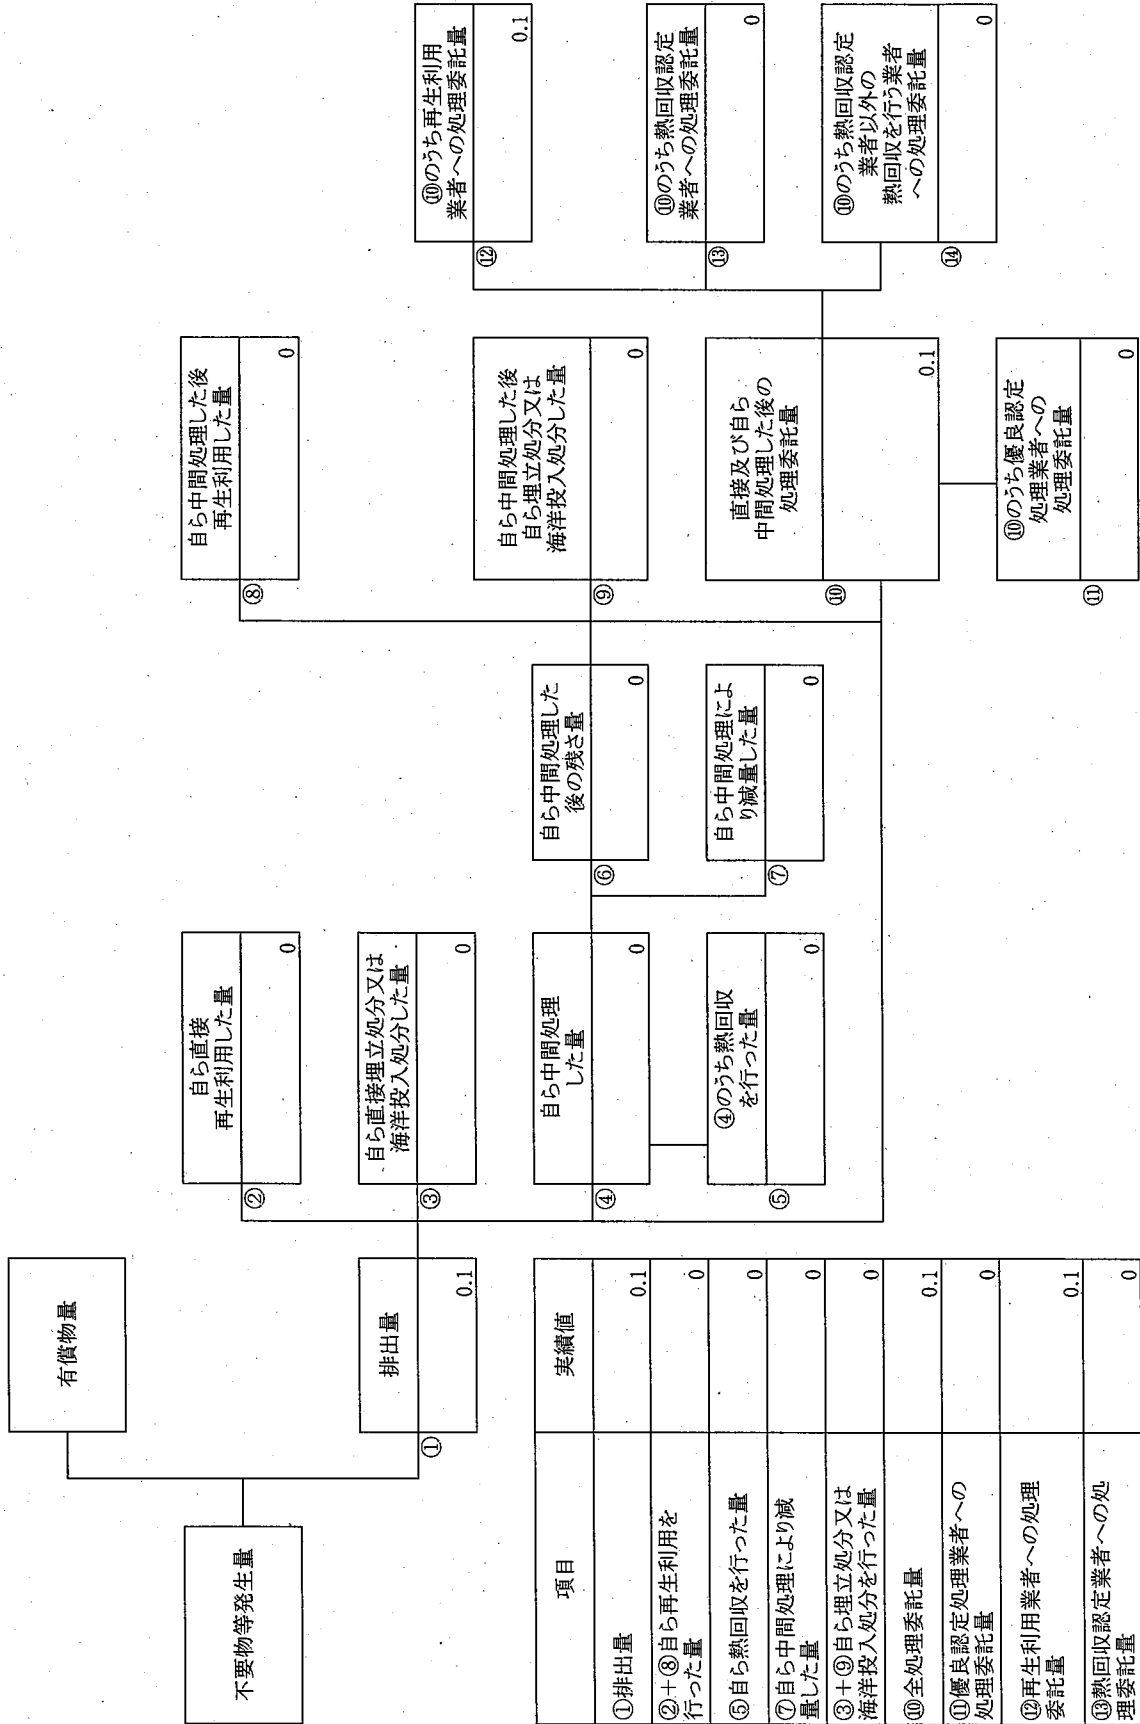 不要物等発生量
有償物量
排出量
①
0.1
自ら直接
再生利用した量
②
0
自ら直接埋立処分又は
海洋投入処分した量
③
0
自ら中間処理
した量
④
0
④のうち熱回収
を行った量
⑤
0
自ら中間処理した
後の残さ量
⑥
0
自ら中間処理によ
り減量した量
⑦
0
自ら中間処理した後
再生利用した量
⑧
0
自ら中間処理した後
自ら埋立処分又は
海洋投入処分した量
⑨
0
直接及び自ら
中間処理した後の
処理委託量
⑩
0.1
⑩のうち優良認定
処理業者への
処理委託量
⑪
0
⑩のうち再生利用
業者への処理委託量
⑫
0.1
⑩のうち熱回収認定
業者への処理委託量
⑬
0
⑩のうち熱回収認定
業者以外の
熱回収を行う業者
への処理委託量
⑭
0
項目
実績値
①排出量
0.1
②+⑧自ら再生利用を
行った量
0
⑤自ら熱回収を行った量
0
⑦自ら中間処理により減
量した量
0
③+⑨自ら埋立処分又は
海洋投入処分を行った量
0
⑩全処理委託量
0.1
⑪優良認定処理業者への
処理委託量
0
⑫再生利用業者への処理
委託量
0.1
⑬熱回収認定業者への処
理委託量
0